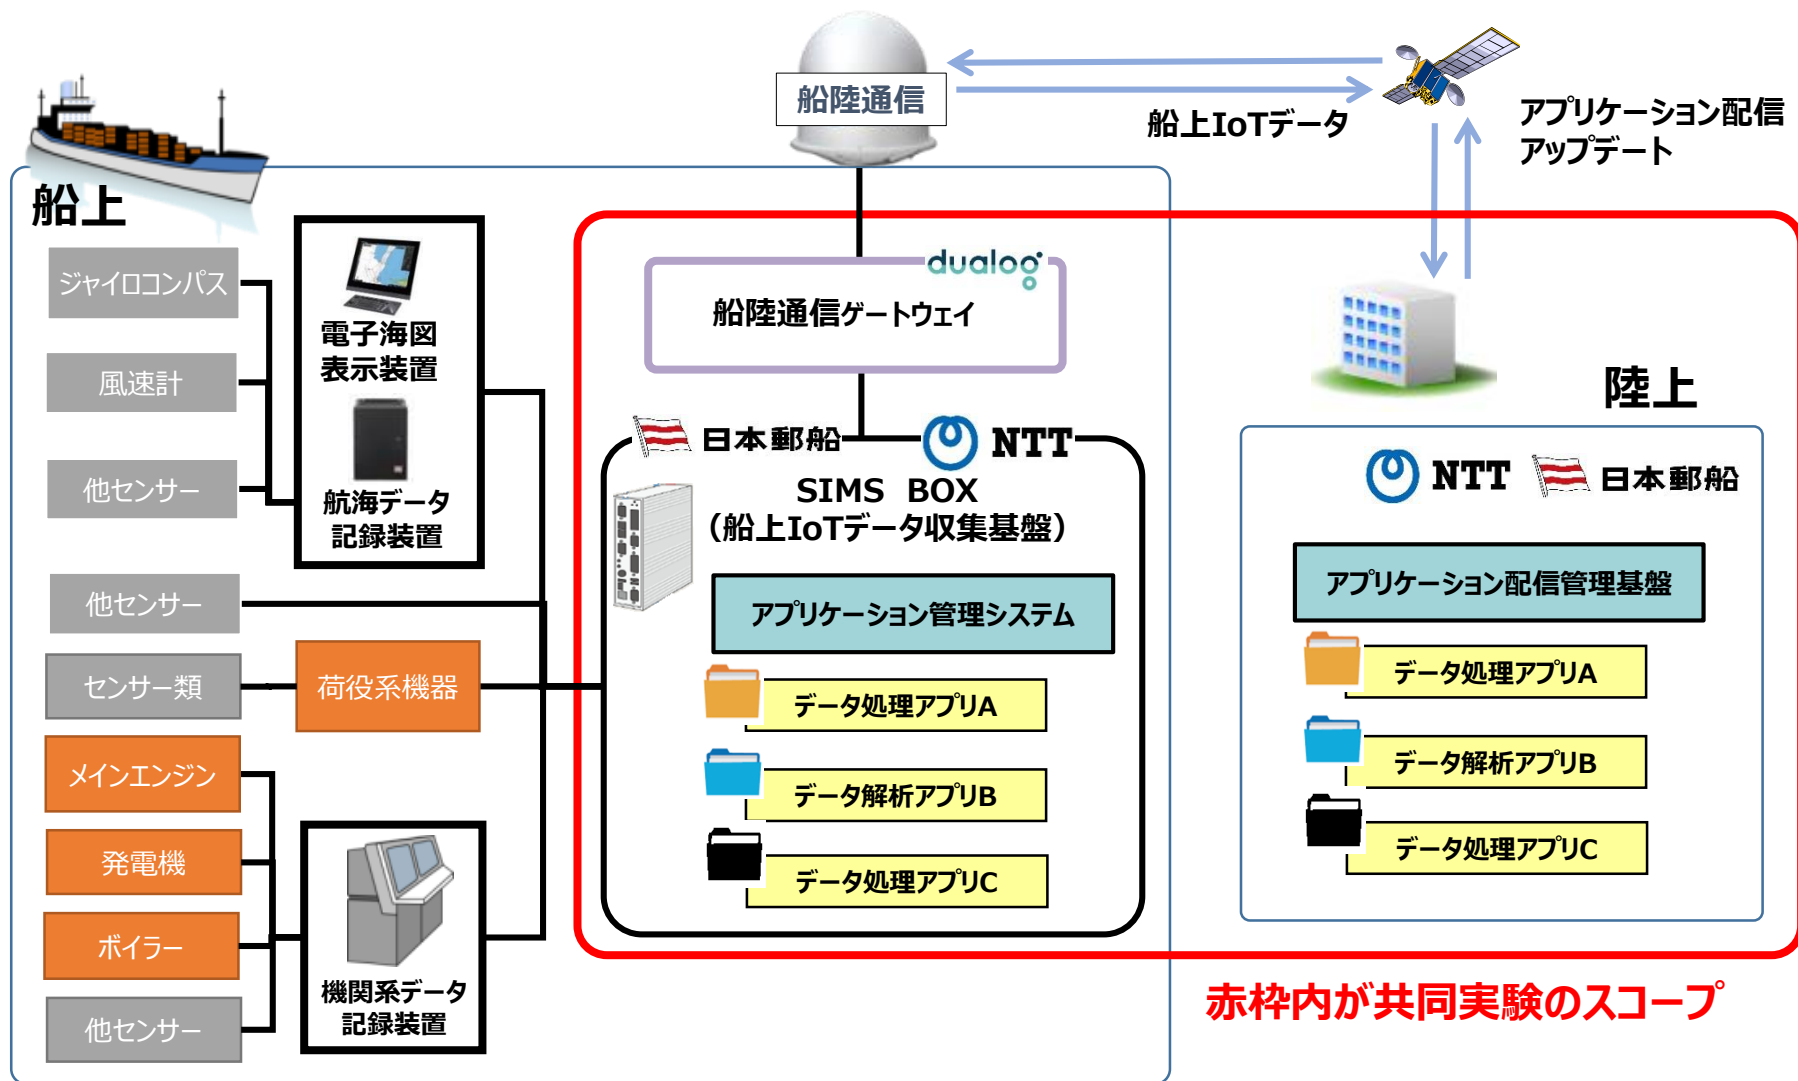 船陸通信
船上IoTデータ
アプリケーション配信
アップデート
船上
ジャイロコンパス
風速計
他センサー
電子海図
表示装置
航海データ
記録装置
他センサー
センサー類
荷役系機器
メインエンジン
発電機
ボイラー
他センサー
機関系データ
記録装置
dualog
船陸通信ゲートウェイ
日本郵船
NTT
SIMS BOX
（船上IoTデータ収集基盤）
アプリケーション管理システム
データ処理アプリA
データ解析アプリB
データ処理アプリC
陸上
NTT
日本郵船
アプリケーション配信管理基盤
データ処理アプリA
データ解析アプリB
データ処理アプリC
赤枠内が共同実験のスコープ